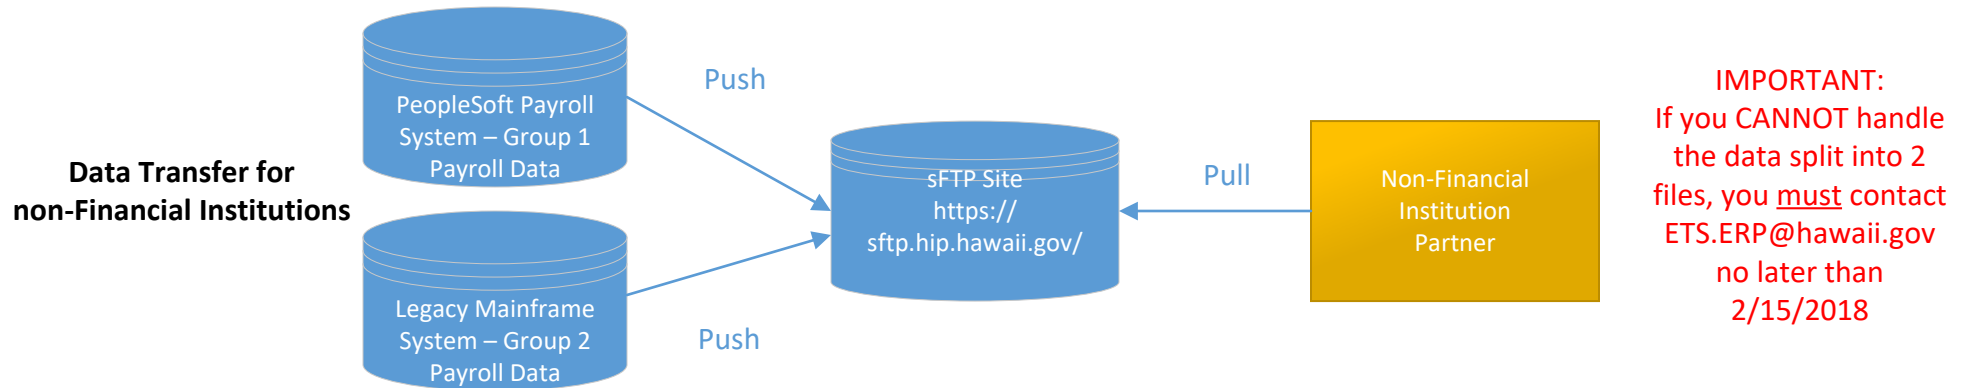 Data Transfer for
non-Financial Institutions
PeopleSoft Payroll
System – Group 1
Payroll Data
Legacy Mainframe
System – Group 2
Payroll Data
Push
Push
sFTP Site
https://
sftp.hip.hawaii.gov/
Pull
Non-Financial
Institution
Partner
IMPORTANT:
If you CANNOT handle
the data split into 2
files, you must contact
ETS.ERP@hawaii.gov
no later than
2/15/2018